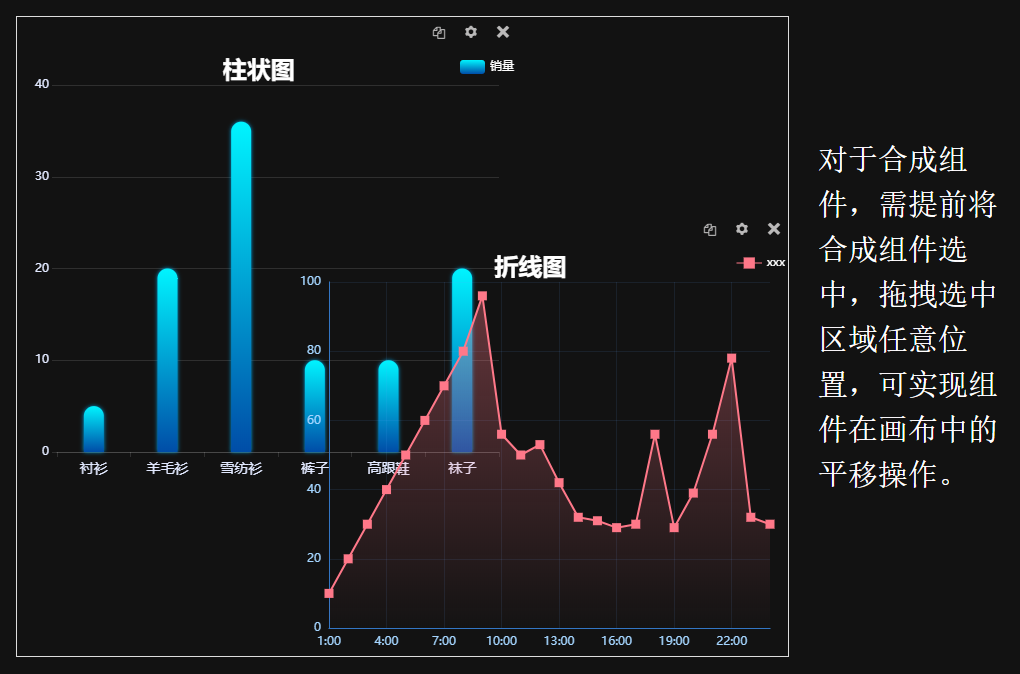 柱状图
销量
40
30
20
10
0
衬衫 羊毛衫 雪纺衫 裤子 高跟鞋 袜子
折线图
xxx
100
80
60
40
20
0
1:00 4:00 7:00 10:00 13:00 16:00 19:00 22:00
对于合成组
件，需提前将
合成组件选
中，拖拽选中
区域任意位
置，可实现组
件在画布中的
平移操作。